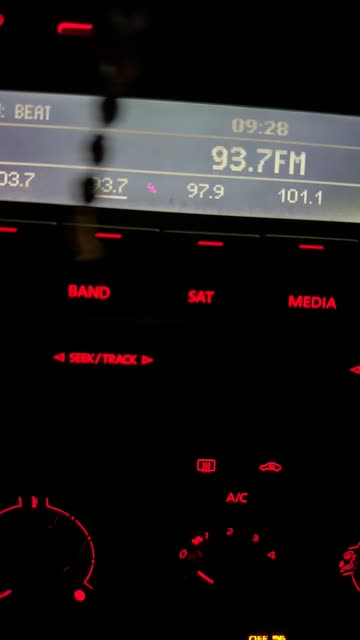 : BEAT
09:28
93.7FM
03.7 93.7 97.9 101.1
BAND SAT MEDIA
SEEK/TRACK
A/C
0 1 2 3 4